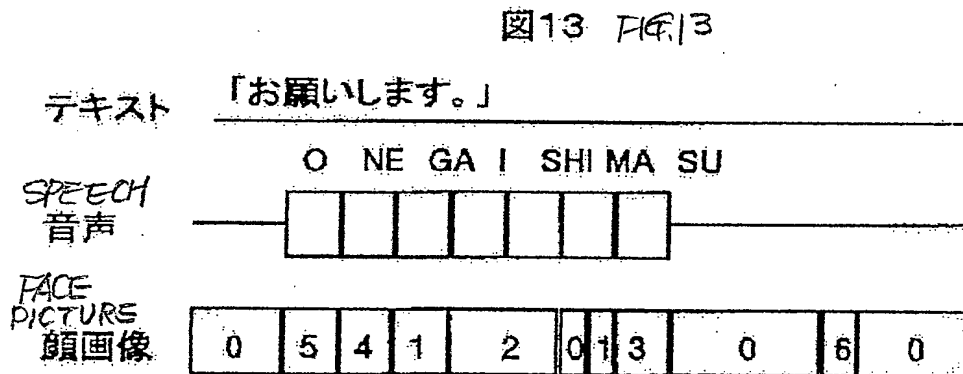 図13 FIG.13
テキスト 「お願いします。」
O NE GA I SHI MA SU
SPEECH
音声
FACE
PICTURE
顔画像 0 5 4 1 2 0 1 3 0 6 0